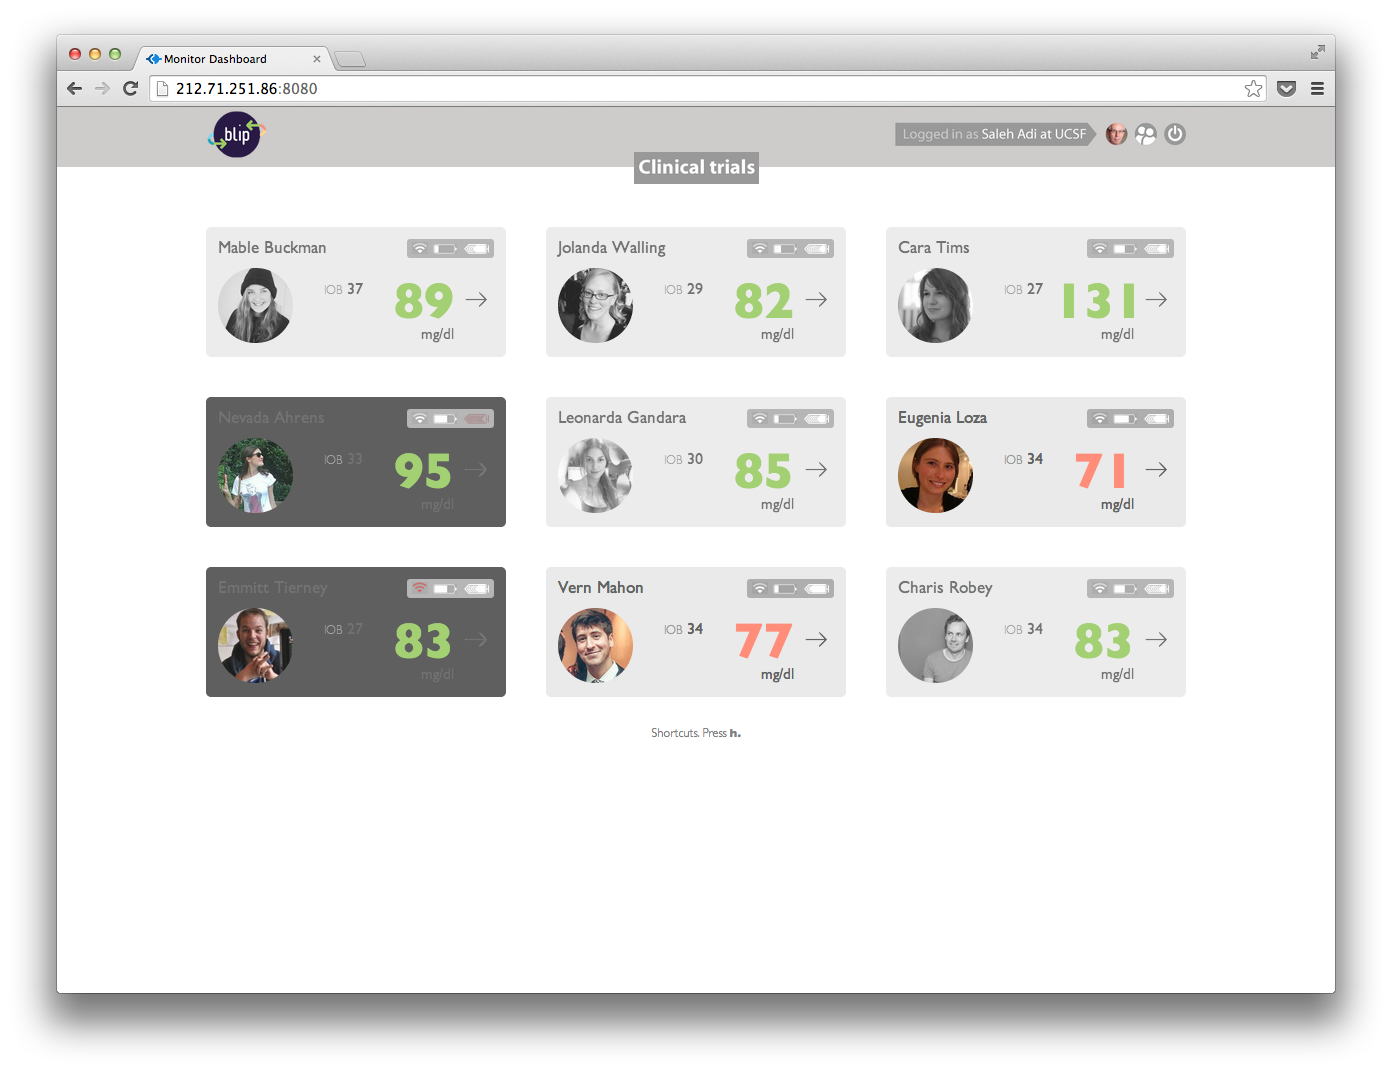 Monitor Dashboard
212.71.251.86:8080
blip
Logged in as Saleh Adi at UCSF
Clinical trials
Mable Buckman
IOB 37
89
mg/dl
Jolanda Walling
IOB 29
82
mg/dl
Cara Tims
IOB 27
131
mg/dl
Nevada Ahrens
IOB 33
95
mg/dl
Leonarda Gandara
IOB 30
85
mg/dl
Eugenia Loza
IOB 34
71
mg/dl
Emmitt Tierney
IOB 27
83
mg/dl
Vern Mahon
IOB 34
77
mg/dl
Charis Robey
IOB 34
83
mg/dl
Shortcuts. Press h.